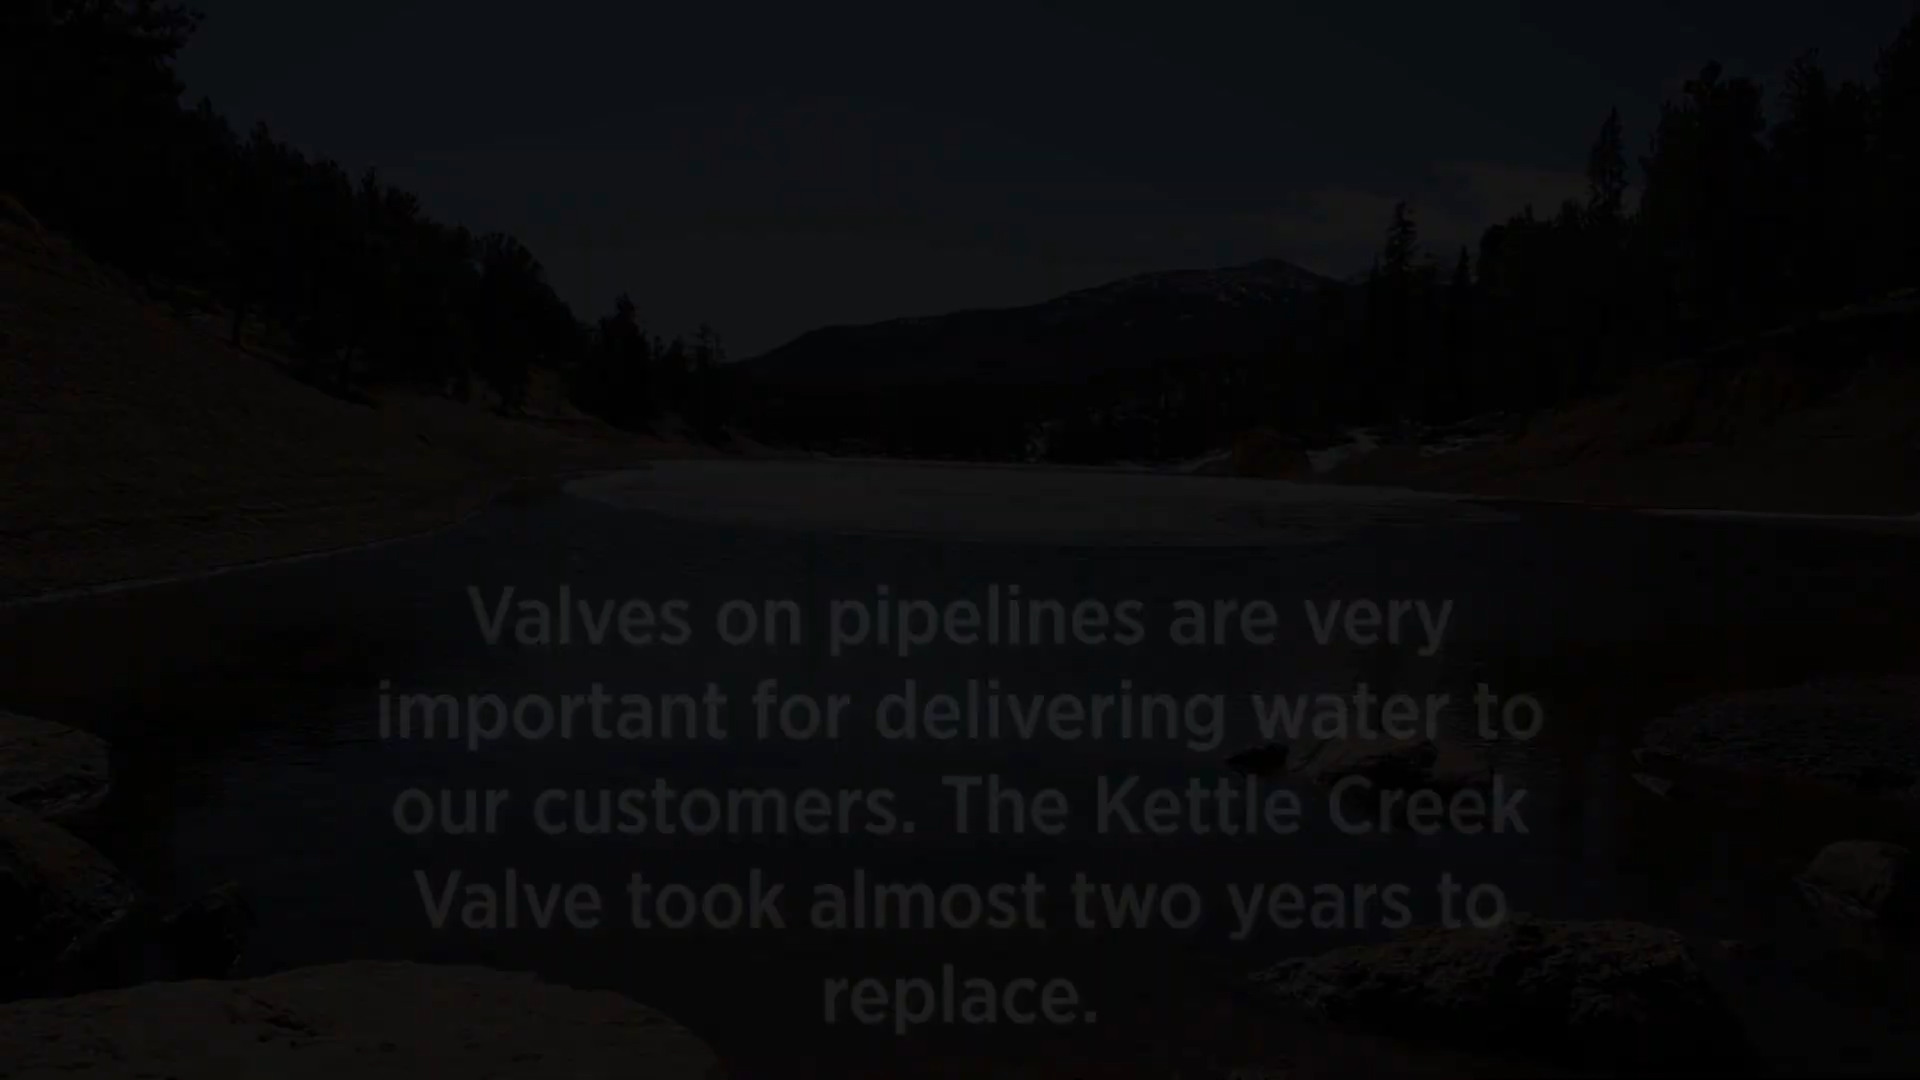 Valves on pipelines are very
important for delivering water to
our customers. The Kettle Creek
Valve took almost two years to
replace.